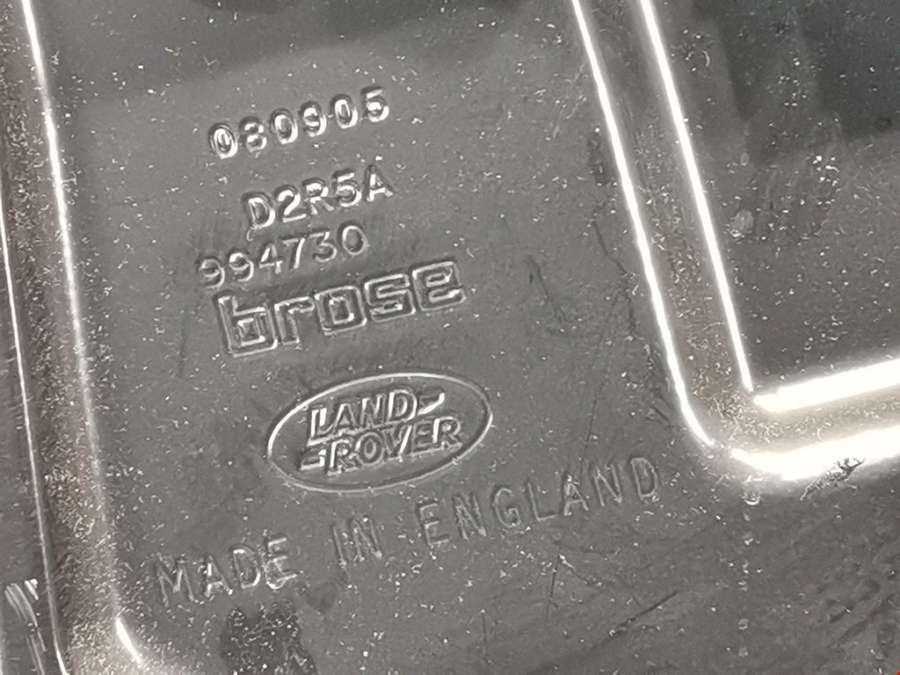 080905
D2R5A
994730
brose
LAND-
-ROVER
MADE IN ENGLAND